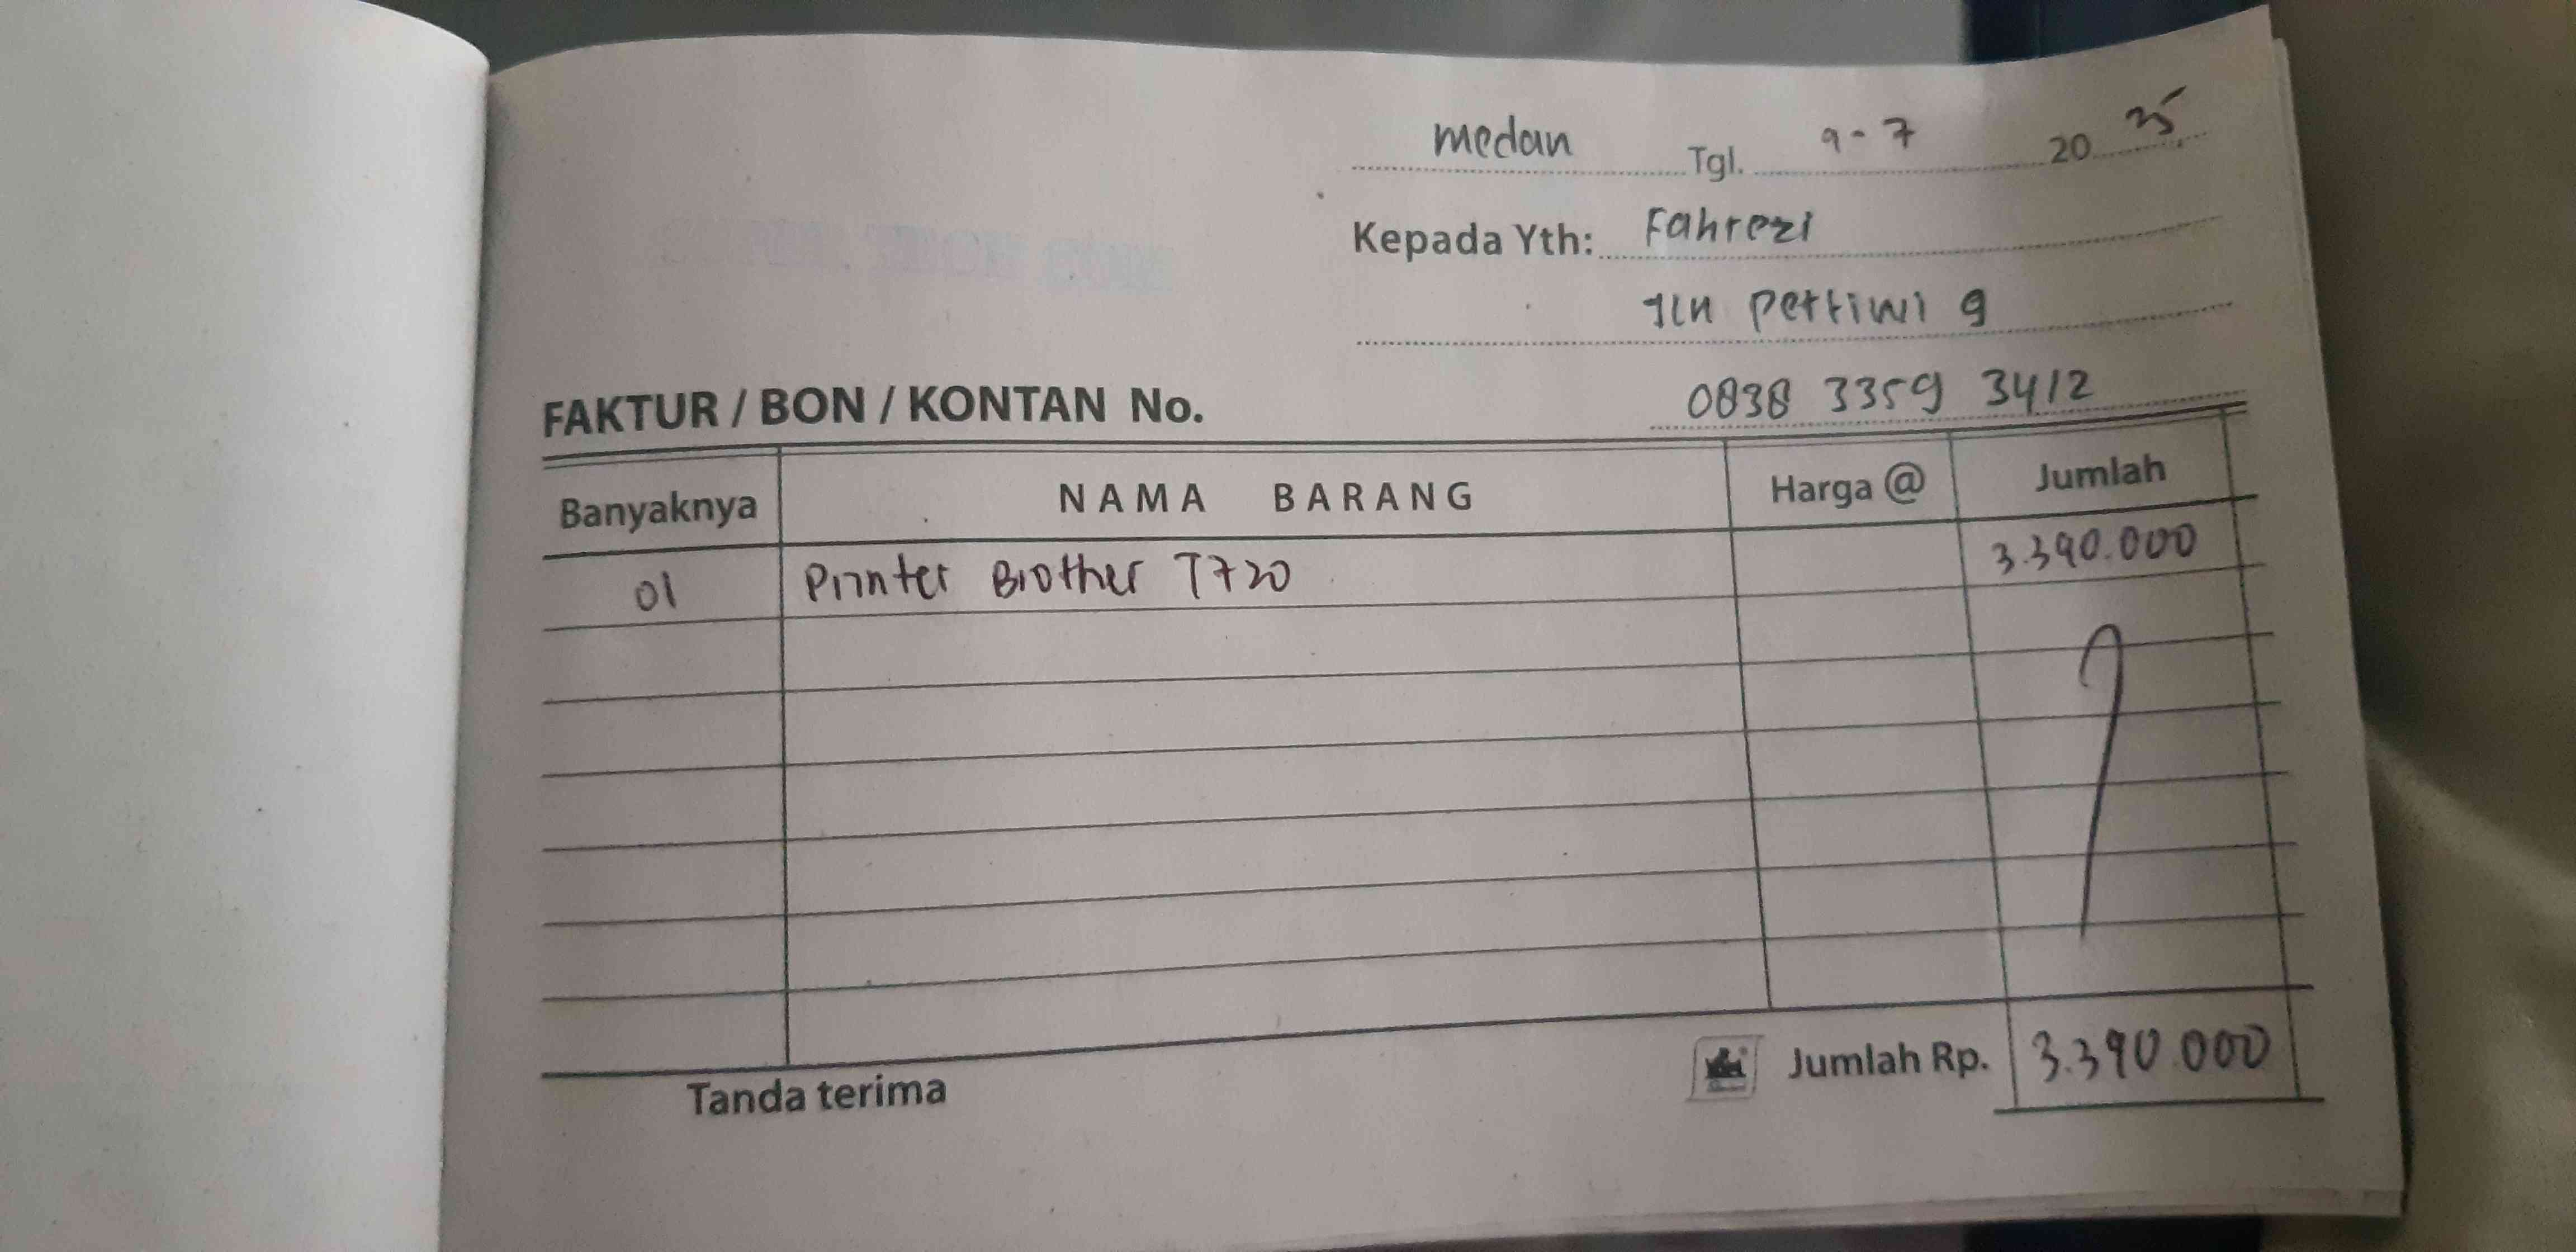 Medan Tgl. 9-7 20 25
Kepada Yth: Fahrezi
Jln Pertiwi 9
FAKTUR / BON / KONTAN No. 0838 3359 3412
Banyaknya NAMA BARANG Harga @ Jumlah
01 Printer Brother T720 3.390.000
Tanda terima Jumlah Rp. 3.390.000